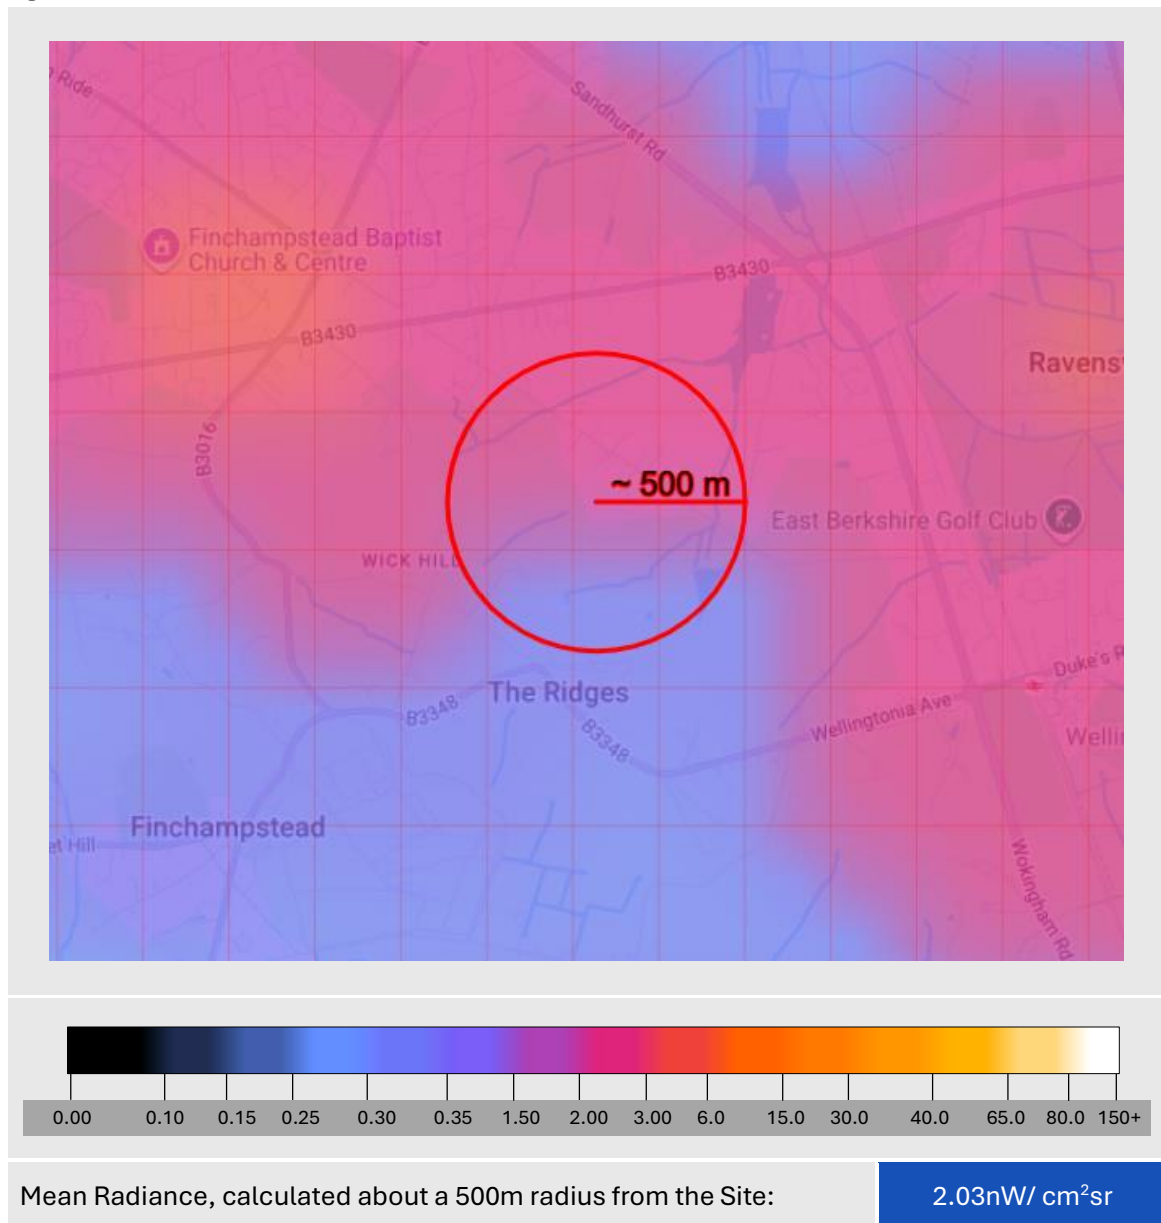 Ride
Sandhurst Rd
Finchampstead Baptist
Church & Centre
B3430
B3430
Ravens
B3016
~ 500 m
East Berkshire Golf Club
WICK HILL
Duke's R
The Ridges
B3348
B3348
Wellingtonia Ave
Wellin
Finchampstead
et Hill
Wokingham Rd
0.00 0.10 0.15 0.25 0.30 0.35 1.50 2.00 3.00 6.0 15.0 30.0 40.0 65.0 80.0 150+
Mean Radiance, calculated about a 500m radius from the Site: 2.03nW/ cm²sr